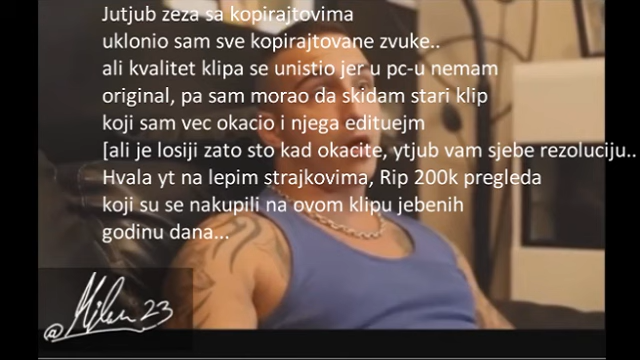 Jutjub zeza sa kopirajtovima
uklonio sam sve kopirajtovane zvuke..
ali kvalitet klipa se unistio jer u pc-u nemam
original, pa sam morao da skidam stari klip
koji sam vec okacio i njega edituejm
[ali je losiji zato sto kad okacite, ytjub vam sjebe rezoluciju..
Hvala yt na lepim strajkovima, Rip 200k pregleda
koji su se nakupili na ovom klipu jebenih
godinu dana...
@Milan_23